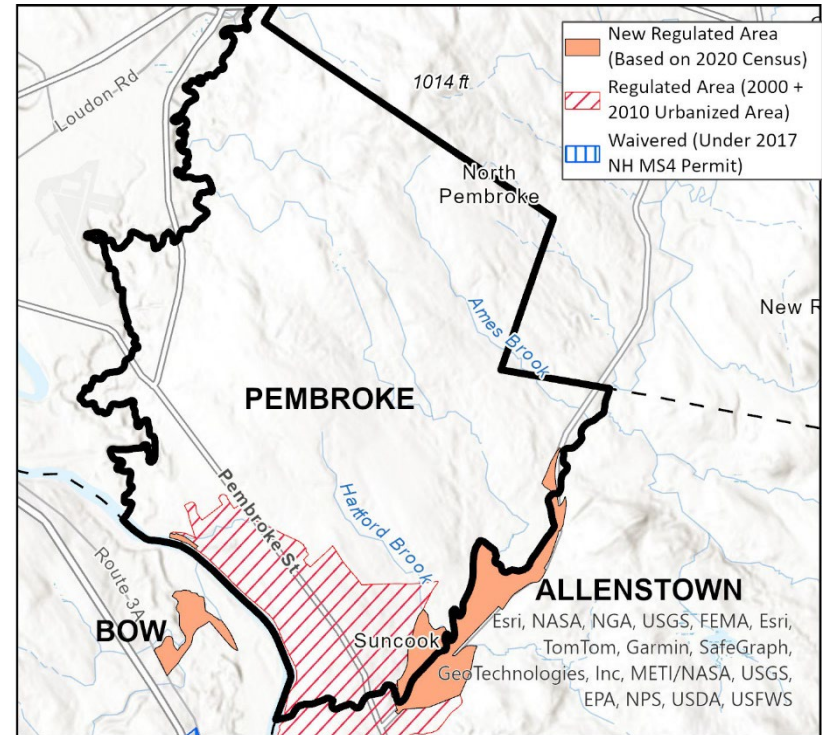 New Regulated Area
(Based on 2020 Census)
Regulated Area (2000 +
2010 Urbanized Area)
Waivered (Under 2017
NH MS4 Permit)
Loudon-Rd
1014 ft
North
Pembroke
Ames Brook
New R
PEMBROKE
Pembroke St
Hartford Brook
Route-3A
BOW
Suncook
ALLENSTOWN
Esri, NASA, NGA, USGS, FEMA, Esri,
TomTom, Garmin, SafeGraph,
GeoTechnologies, Inc, METI/NASA, USGS,
EPA, NPS, USDA, USFWS